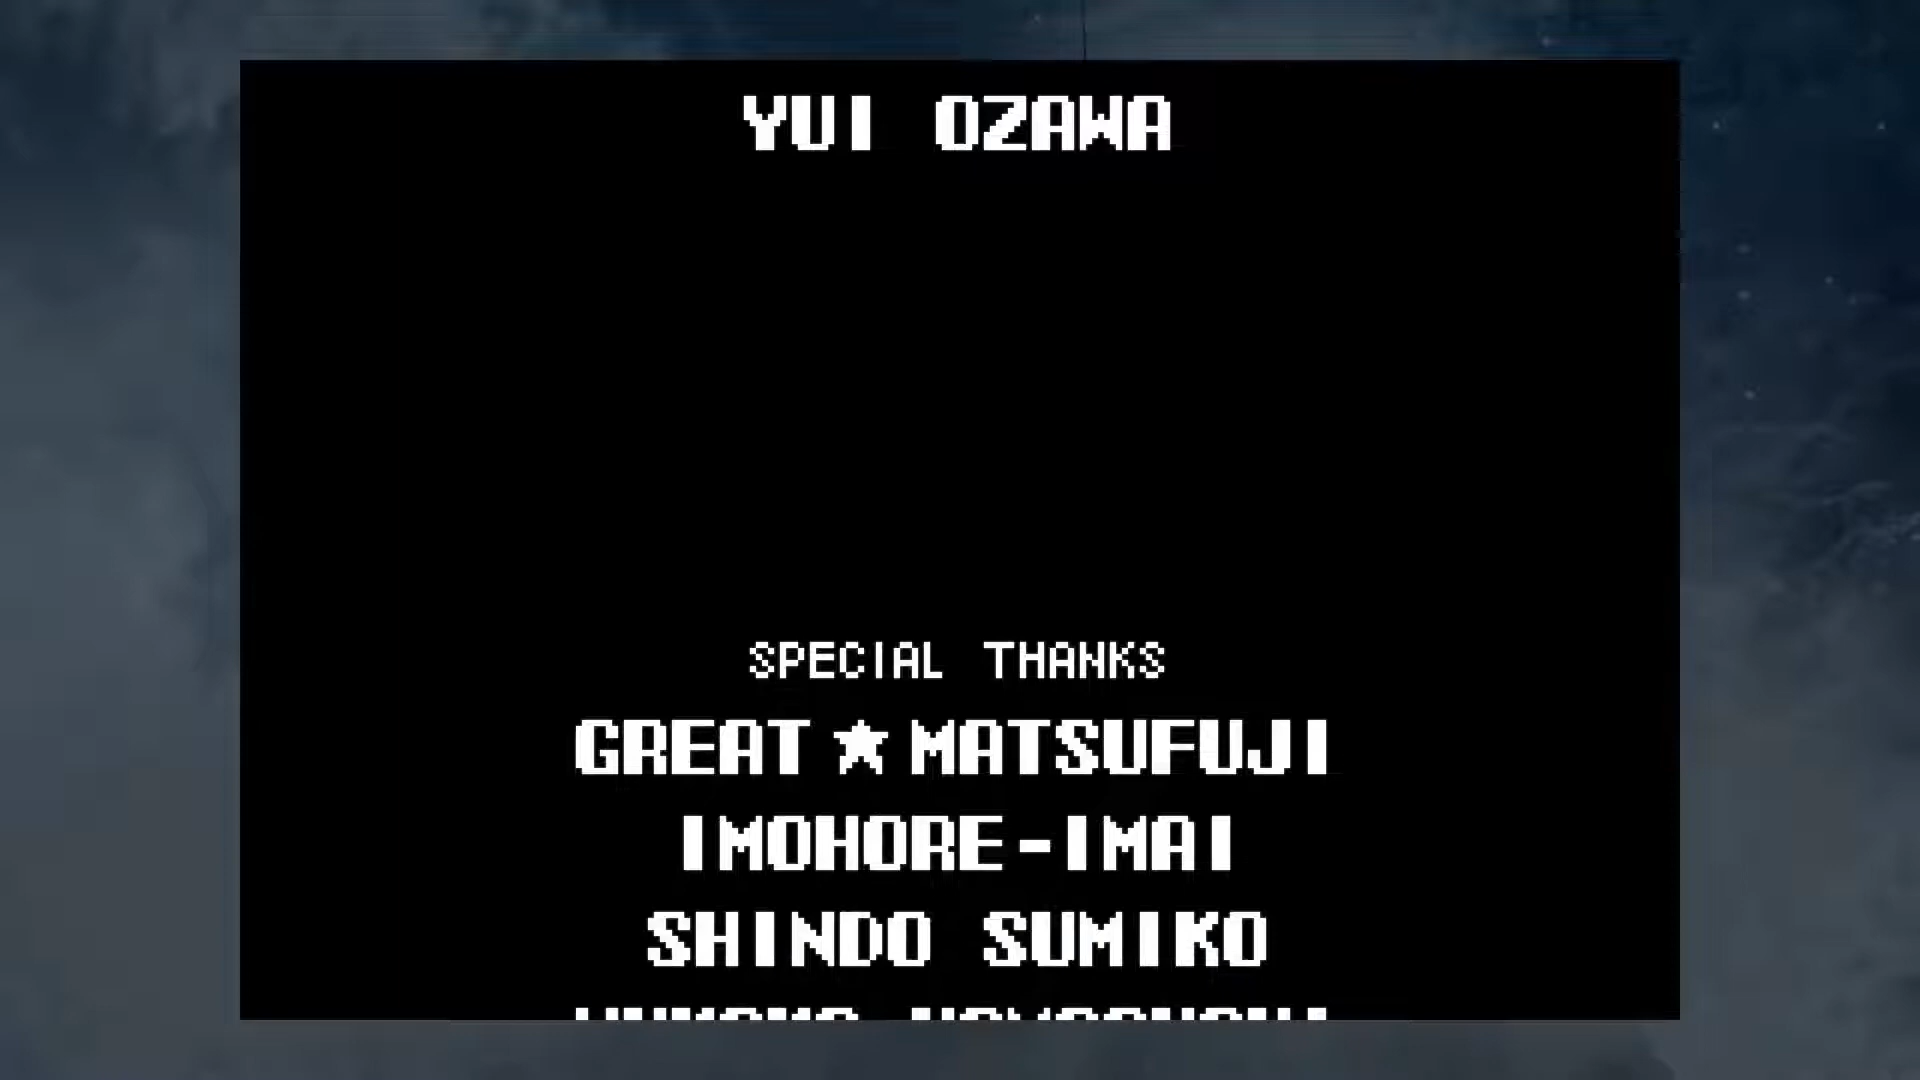 YUI OZAWA
SPECIAL THANKS
GREAT★MATSUFUJI
IMOHORE-IMAI
SHINDO SUMIKO